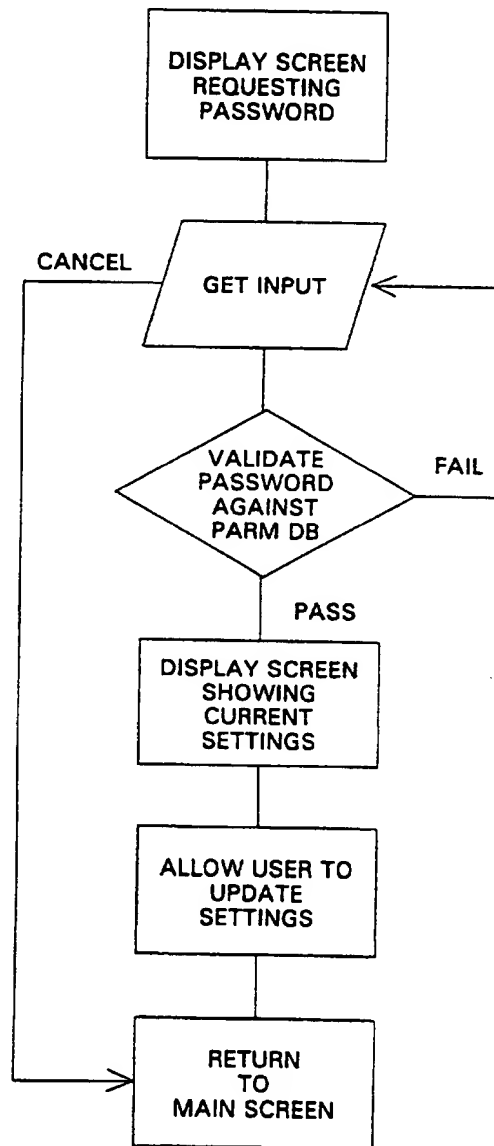 DISPLAY SCREEN
REQUESTING
PASSWORD
CANCEL
GET INPUT
VALIDATE
PASSWORD
AGAINST
PARM DB
FAIL
PASS
DISPLAY SCREEN
SHOWING
CURRENT
SETTINGS
ALLOW USER TO
UPDATE
SETTINGS
RETURN
TO
MAIN SCREEN